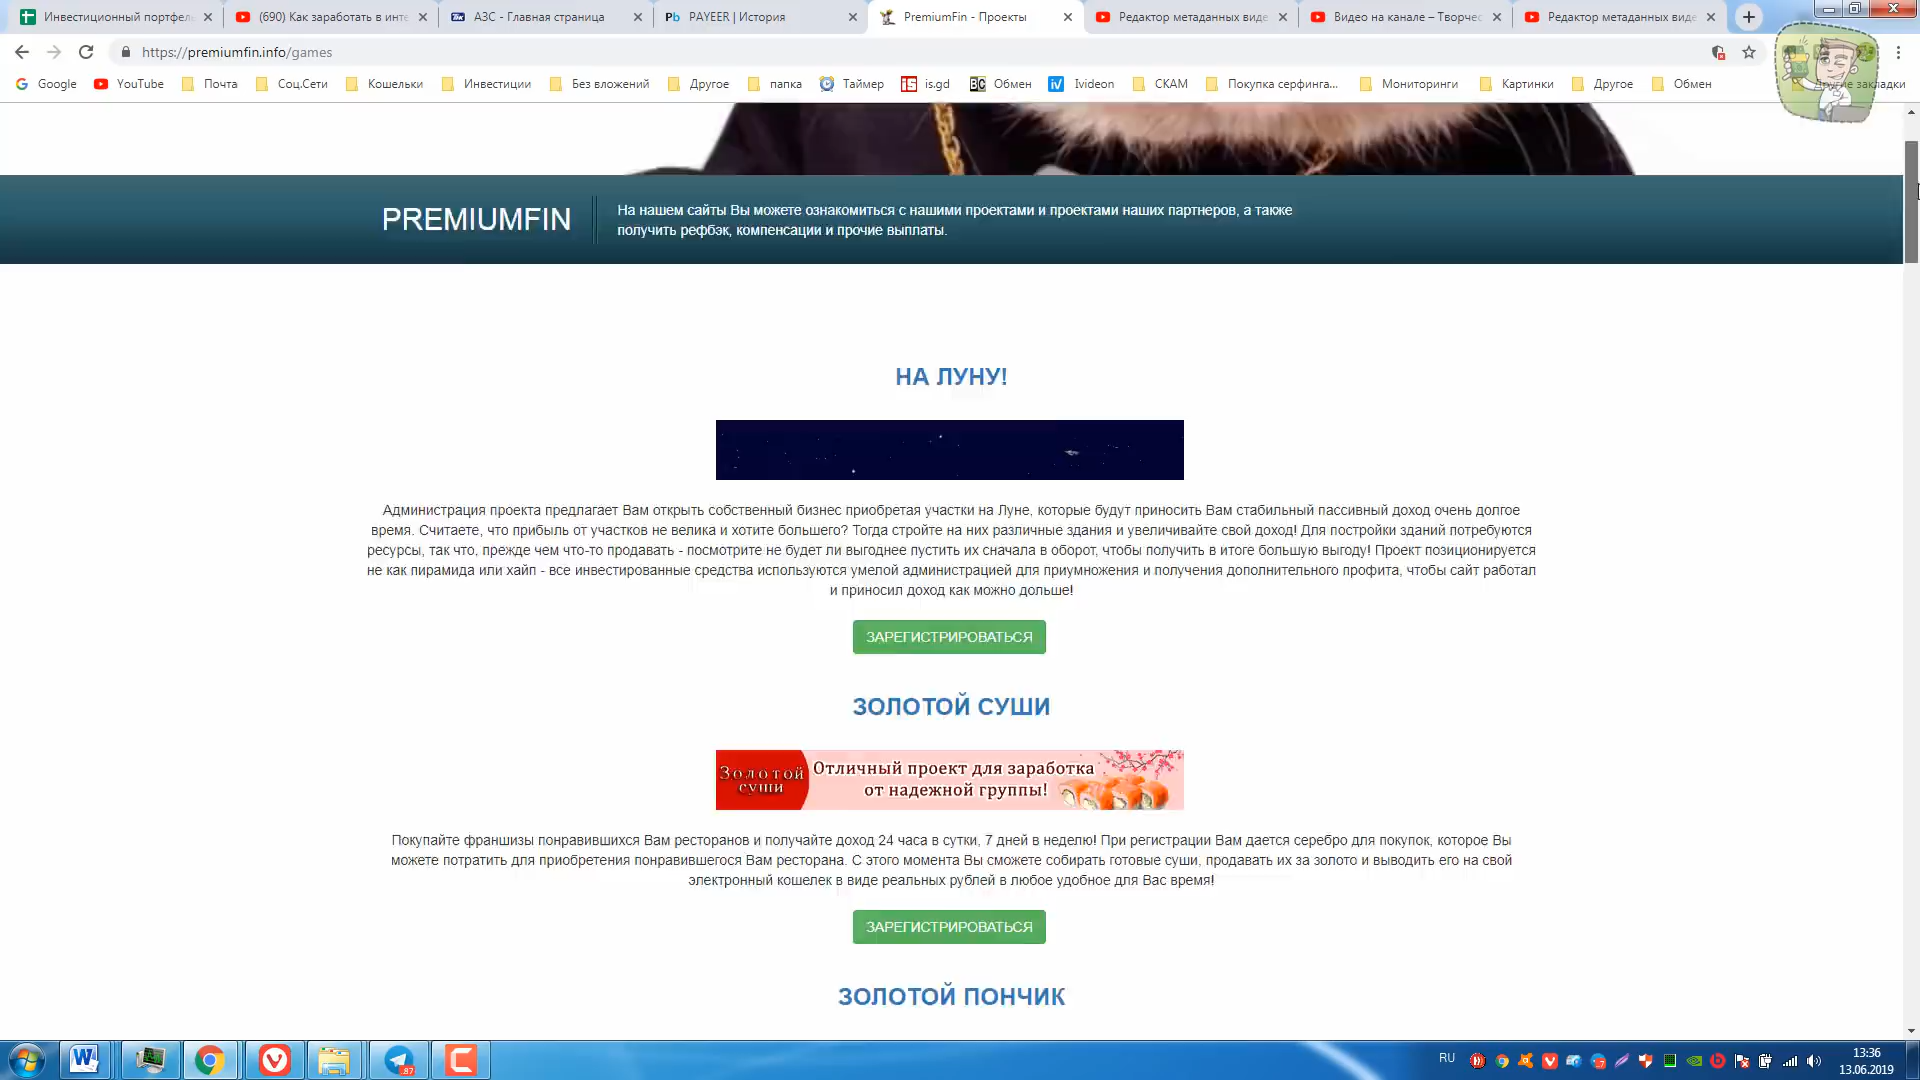 Инвестиционный портфель
(690) Как заработать в инте
АЗС - Главная страница
PAYEER | История
PremiumFin - Проекты
Редактор метаданных виде
Видео на канале – Творчес
Редактор метаданных виде
https://premiumfin.info/games
Google
YouTube
Почта
Соц.Сети
Кошельки
Инвестиции
Без вложений
Другое
папка
Таймер
is.gd
Обмен
Ivideon
СКАМ
Покупка серфинга...
Мониторинги
Картинки
Другое
Обмен
Другие закладки
PREMIUMFIN
На нашем сайты Вы можете ознакомиться с нашими проектами и проектами наших партнеров, а также
получить рефбэк, компенсации и прочие выплаты.
НА ЛУНУ!
Администрация проекта предлагает Вам открыть собственный бизнес приобретая участки на Луне, которые будут приносить Вам стабильный пассивный доход очень долгое
время. Считаете, что прибыль от участков не велика и хотите большего? Тогда стройте на них различные здания и увеличивайте свой доход! Для постройки зданий потребуются
ресурсы, так что, прежде чем что-то продавать - посмотрите не будет ли выгоднее пустить их сначала в оборот, чтобы получить в итоге большую выгоду! Проект позиционируется
не как пирамида или хайп - все инвестированные средства используются умелой администрацией для приумножения и получения дополнительного профита, чтобы сайт работал
и приносил доход как можно дольше!
ЗАРЕГИСТРИРОВАТЬСЯ
ЗОЛОТОЙ СУШИ
Золотой
суши
Отличный проект для заработка
от надежной группы!
Покупайте франшизы понравившихся Вам ресторанов и получайте доход 24 часа в сутки, 7 дней в неделю! При регистрации Вам дается серебро для покупок, которое Вы
можете потратить для приобретения понравившегося Вам ресторана. С этого момента Вы сможете собирать готовые суши, продавать их за золото и выводить его на свой
электронный кошелек в виде реальных рублей в любое удобное для Вас время!
ЗАРЕГИСТРИРОВАТЬСЯ
ЗОЛОТОЙ ПОНЧИК
RU
13:36
13.06.2019